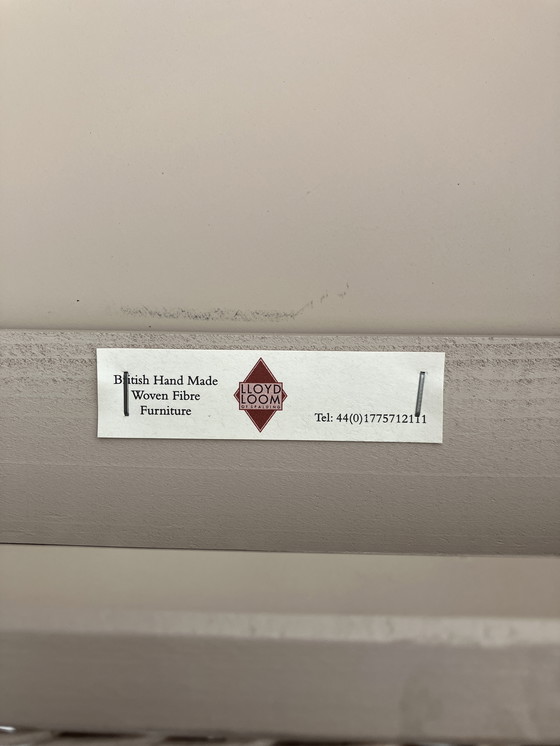 British Hand Made
Woven Fibre
Furniture
LLOYD
LOOM
OF SPALDING
Tel: 44(0)1775712111